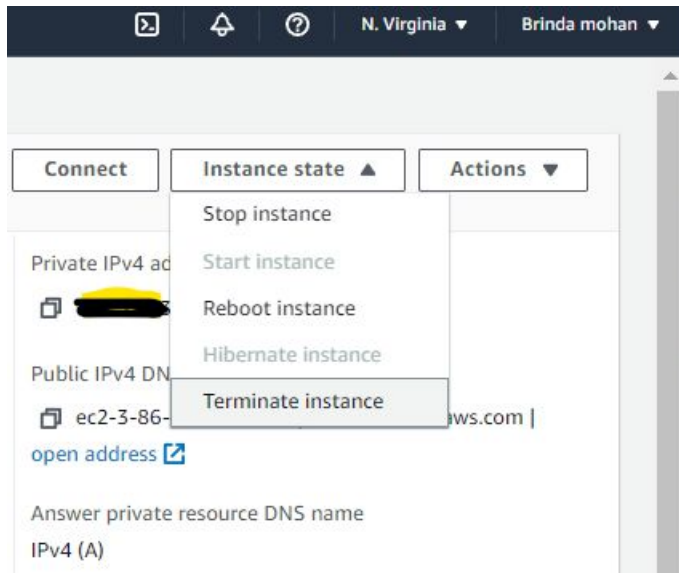 N. Virginia ▼ Brinda mohan ▼
Connect Instance state ▲ Actions ▼
Stop instance
Private IPv4 ad Start instance
Reboot instance
Hibernate instance
Public IPv4 DN
Terminate instance
ec2-3-86- aws.com |
open address
Answer private resource DNS name
IPv4 (A)